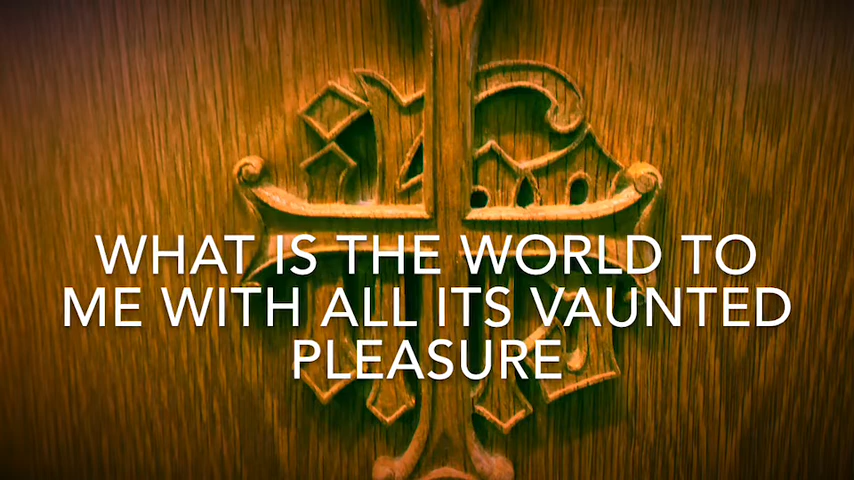 WHAT IS THE WORLD TO
ME WITH ALL ITS VAUNTED
PLEASURE